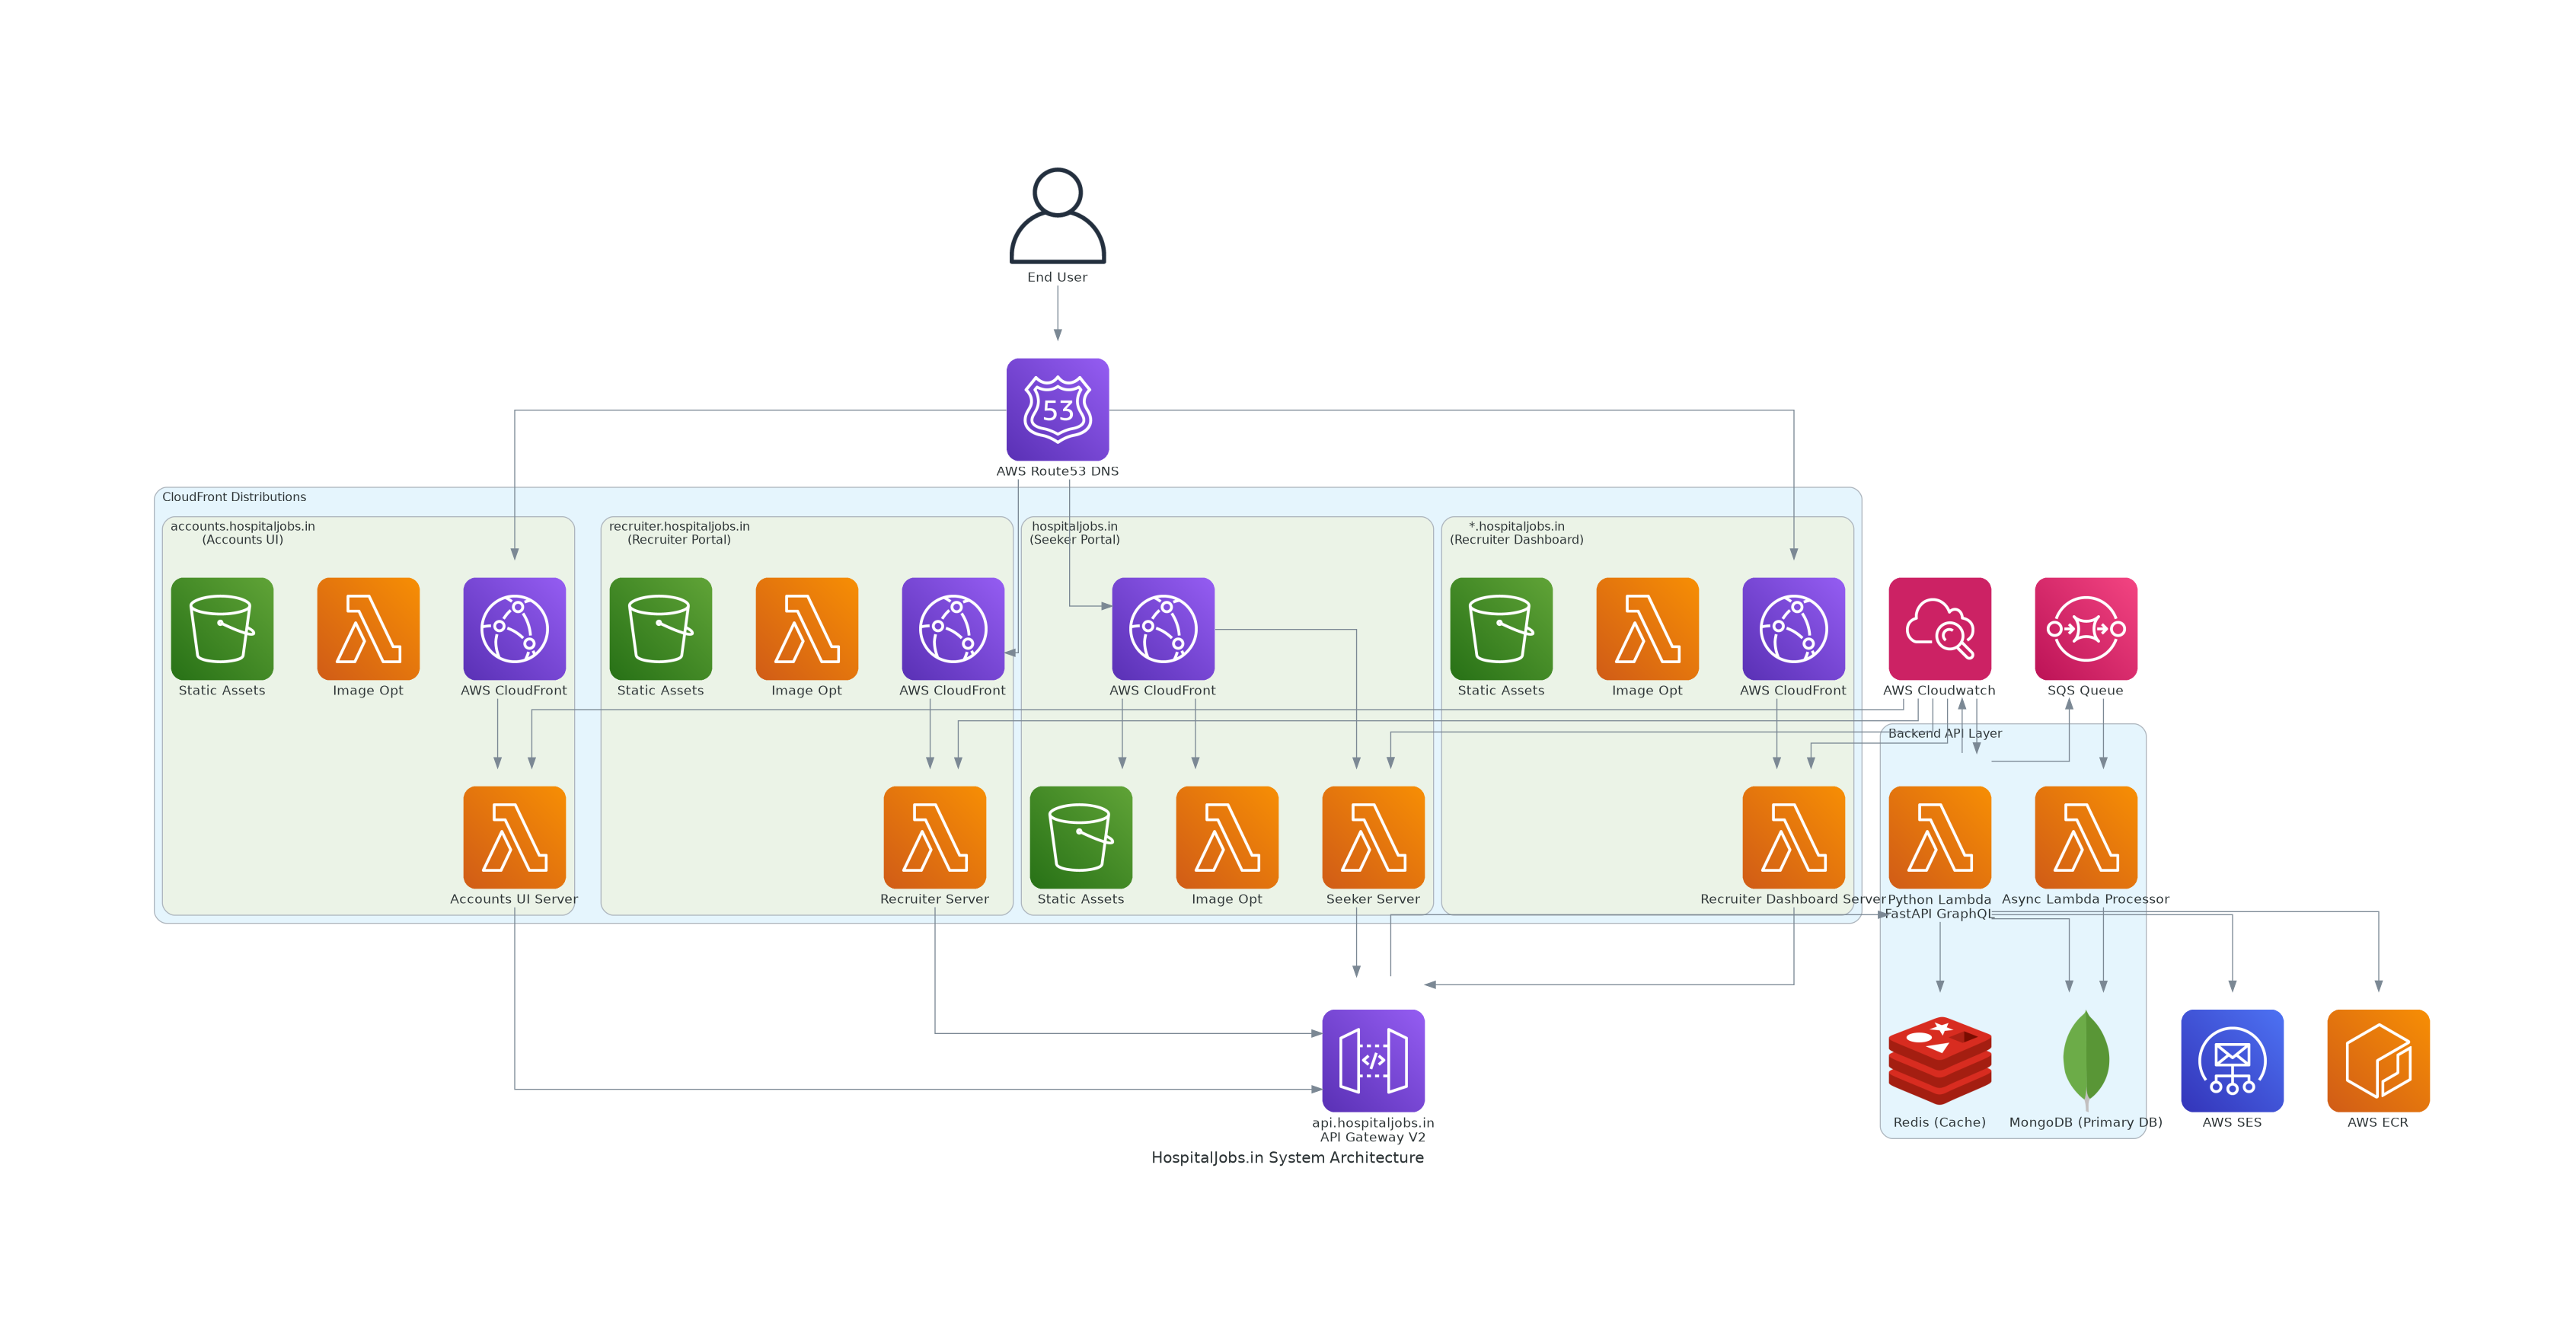 End User
53
AWS Route53 DNS
CloudFront Distributions
accounts.hospitaljobs.in
(Accounts UI)
recruiter.hospitaljobs.in
(Recruiter Portal)
hospitaljobs.in
(Seeker Portal)
*.hospitaljobs.in
(Recruiter Dashboard)
Static Assets
Image Opt
AWS CloudFront
Static Assets
Image Opt
AWS CloudFront
AWS CloudFront
Static Assets
Image Opt
AWS CloudFront
AWS Cloudwatch
SQS Queue
Backend API Layer
Accounts UI Server
Recruiter Server
Static Assets
Image Opt
Seeker Server
Recruiter Dashboard Server
Python Lambda
FastAPI GraphQL
Async Lambda Processor
</>
api.hospitaljobs.in
API Gateway V2
Redis (Cache)
MongoDB (Primary DB)
AWS SES
AWS ECR
HospitalJobs.in System Architecture